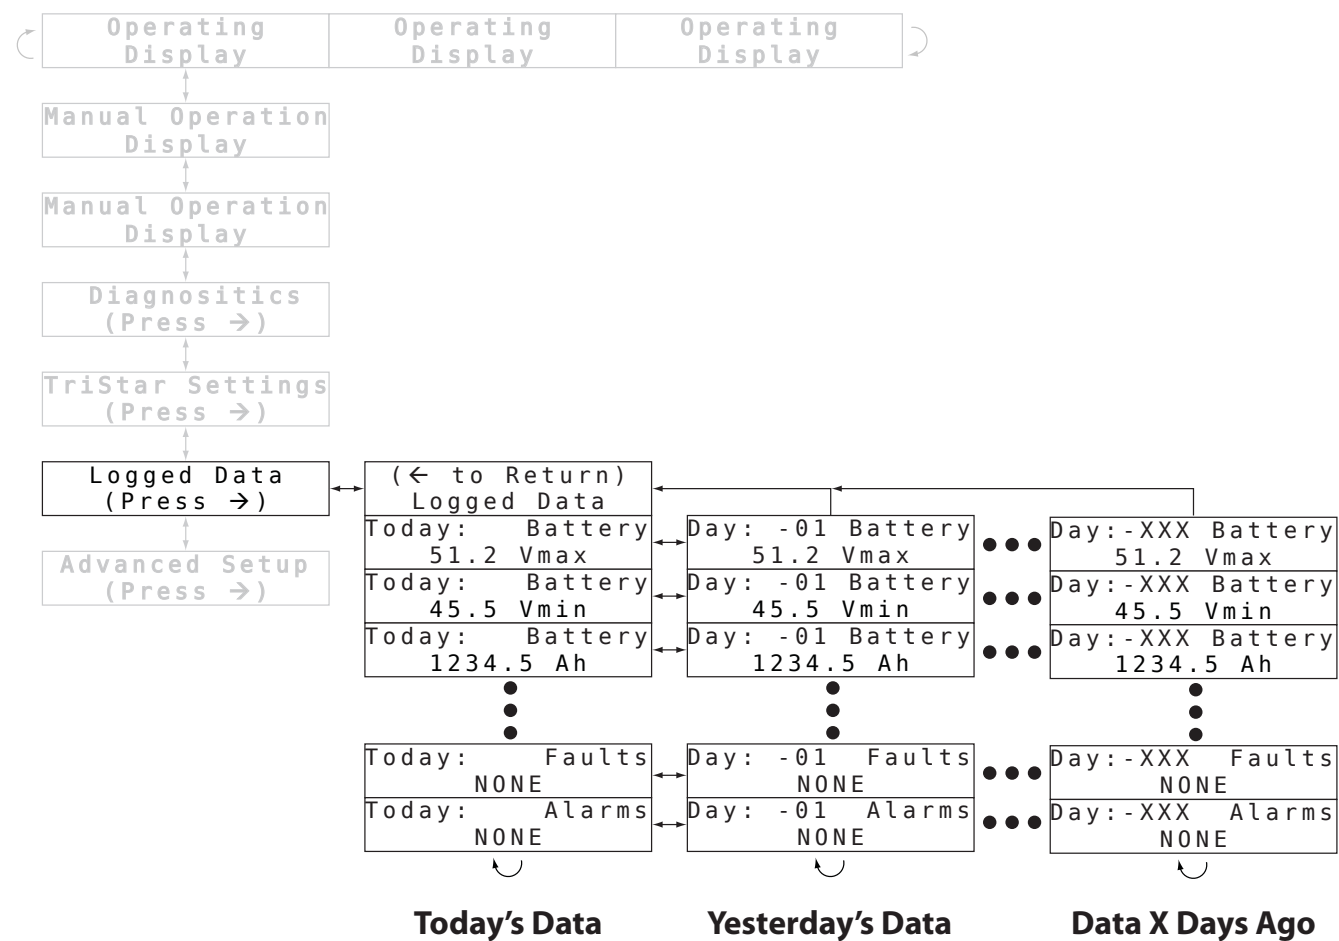 Operating Display
Operating Display
Operating Display
Manual Operation
Display
Manual Operation
Display
Diagnositics
(Press →)
TriStar Settings
(Press →)
Logged Data
(Press →)
Advanced Setup
(Press →)
(← to Return)
Logged Data
Today: Battery
51.2 Vmax
Today: Battery
45.5 Vmin
Today: Battery
1234.5 Ah
Today: Faults
NONE
Today: Alarms
NONE
Day: -01 Battery
51.2 Vmax
Day: -01 Battery
45.5 Vmin
Day: -01 Battery
1234.5 Ah
Day: -01 Faults
NONE
Day: -01 Alarms
NONE
Day:-XXX Battery
51.2 Vmax
Day:-XXX Battery
45.5 Vmin
Day:-XXX Battery
1234.5 Ah
Day:-XXX Faults
NONE
Day:-XXX Alarms
NONE
Today's Data
Yesterday's Data
Data X Days Ago